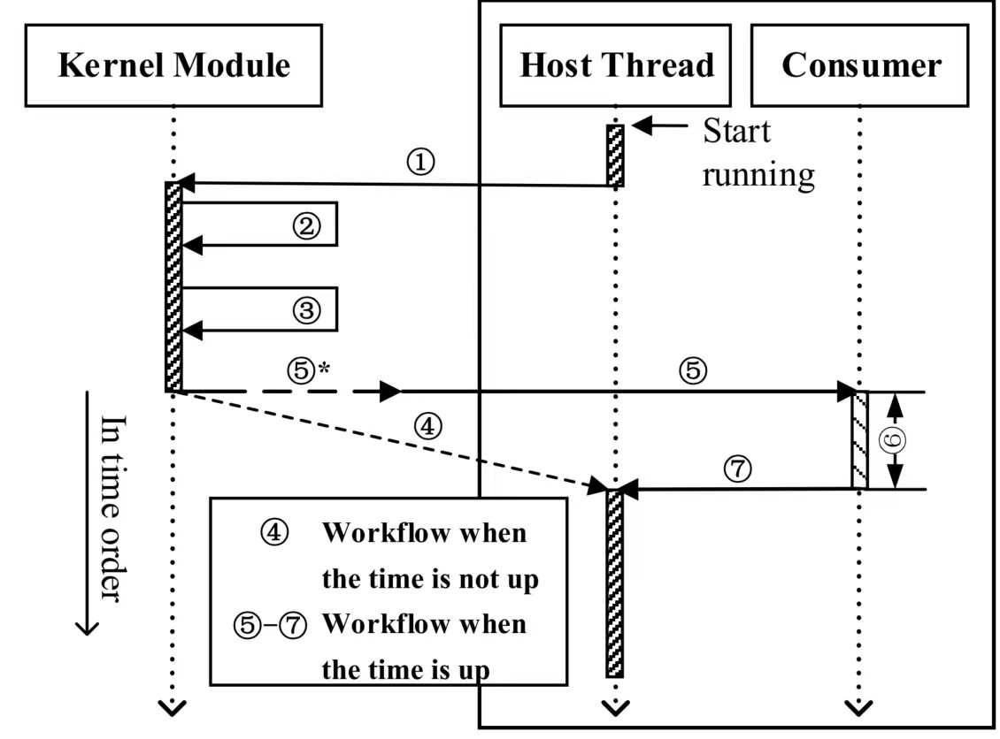 Kernel Module
Host Thread
Consumer
Start
running
①
②
③
⑤*
⑤
④
⑥
⑦
In time order
④ Workflow when
the time is not up
⑤–⑦ Workflow when
the time is up